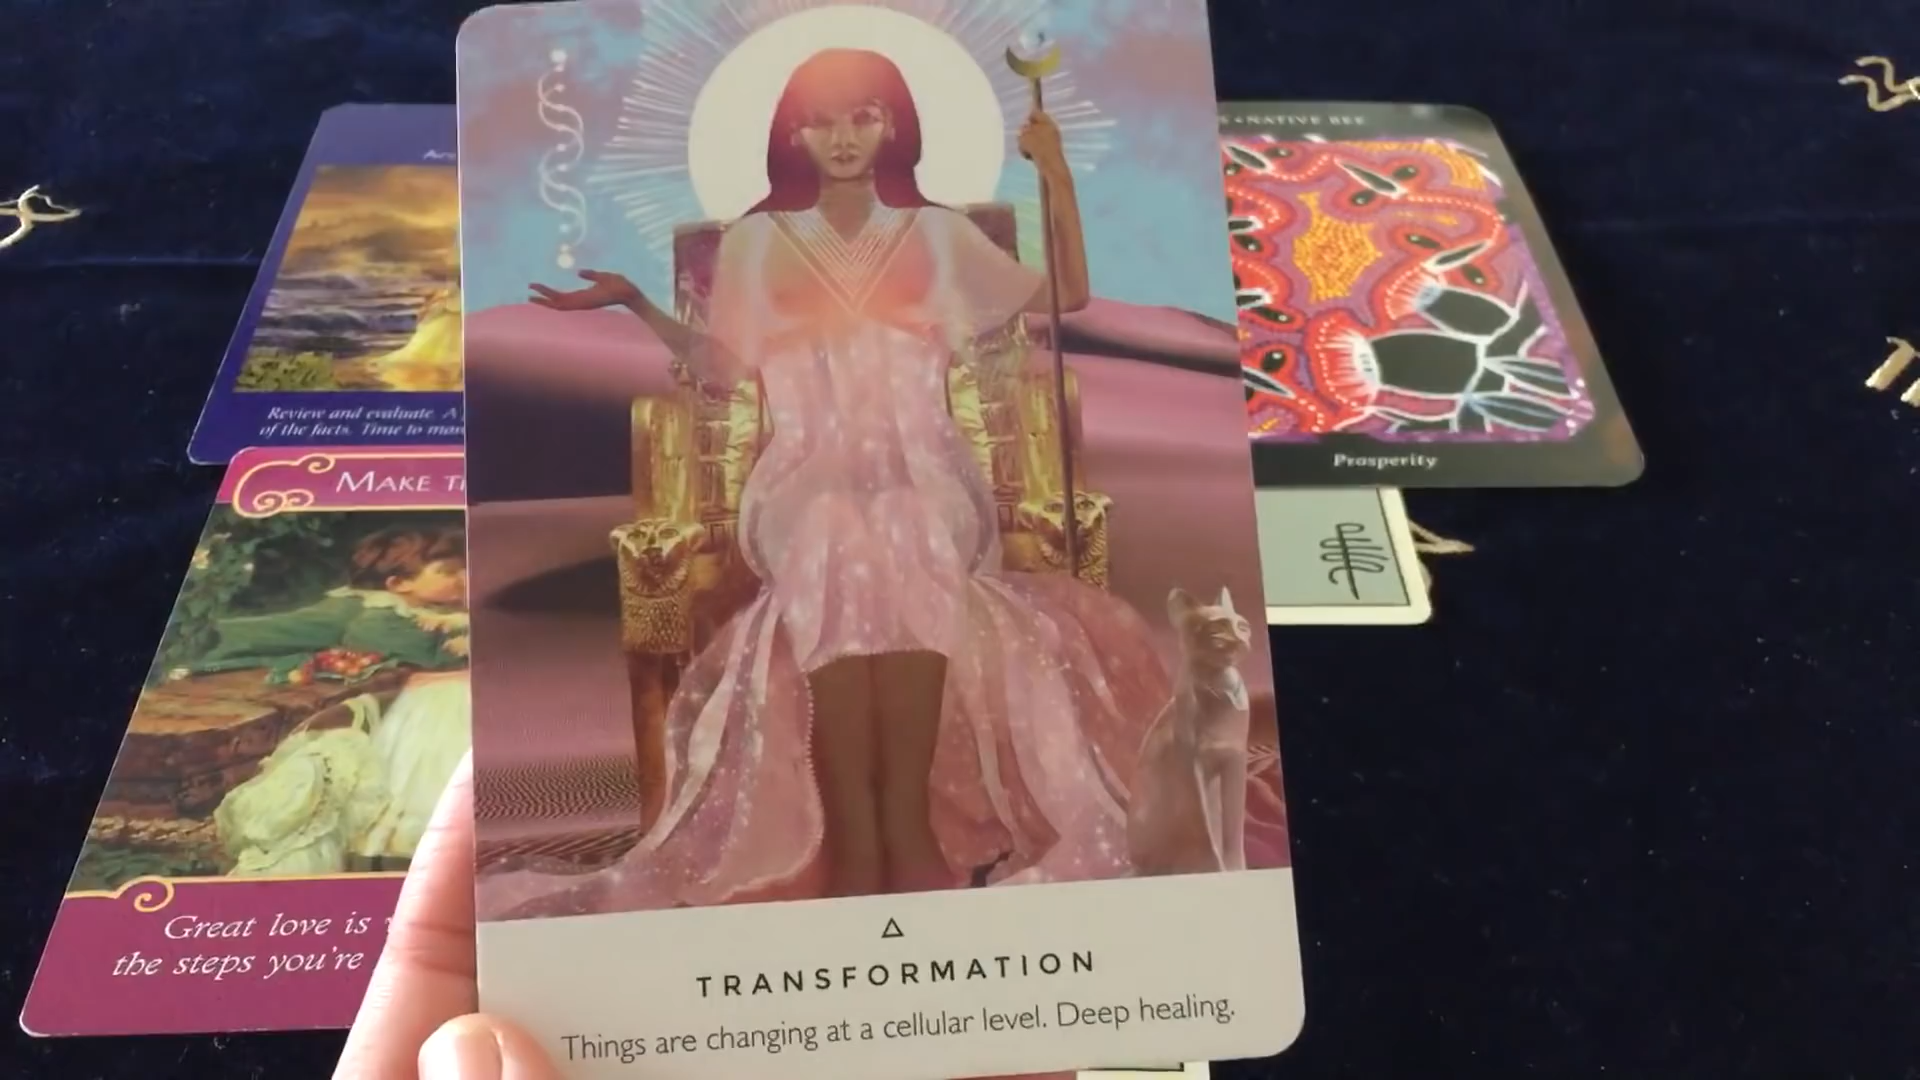 NATIVE BEE
Review and evaluate. A
of the facts. Time to
Prosperity
MAKE
Great love is
the steps you're
TRANSFORMATION
Things are changing at a cellular level. Deep healing.